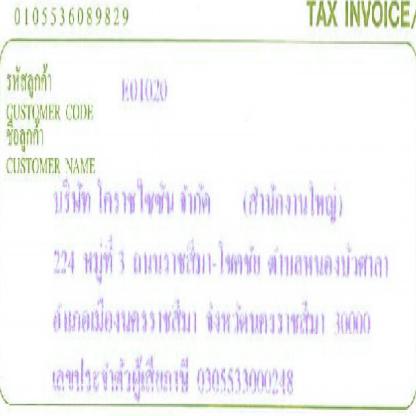 0105536089829 TAX INVOICE/
รหัสลูกค้า E01020
CUSTOMER CODE
ชื่อลูกค้า
CUSTOMER NAME
บริษัท โคราชไซซัน จำกัด (สำนักงานใหญ่)
224 หมู่ที่ 3 ถนนราชสีมา-โชคชัย ตำบลหนองบัวศาลา
อำเภอเมืองนครราชสีมา จังหวัดนครราชสีมา 30000
เลขประจำตัวผู้เสียภาษี 0305533000248